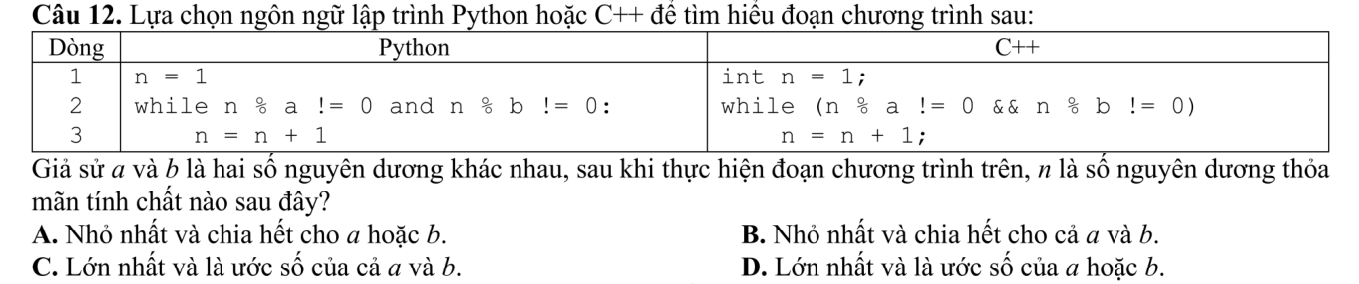 Câu 12. Lựa chọn ngôn ngữ lập trình Python hoặc C++ để tìm hiểu đoạn chương trình sau:
Dòng Python C++
1 n = 1 int n = 1;
2 while n % a != 0 and n % b != 0: while (n % a != 0 && n % b != 0)
3 n = n + 1 n = n + 1;
Giả sử a và b là hai số nguyên dương khác nhau, sau khi thực hiện đoạn chương trình trên, n là số nguyên dương thỏa
mãn tính chất nào sau đây?
A. Nhỏ nhất và chia hết cho a hoặc b. B. Nhỏ nhất và chia hết cho cả a và b.
C. Lớn nhất và là ước số của cả a và b. D. Lớn nhất và là ước số của a hoặc b.